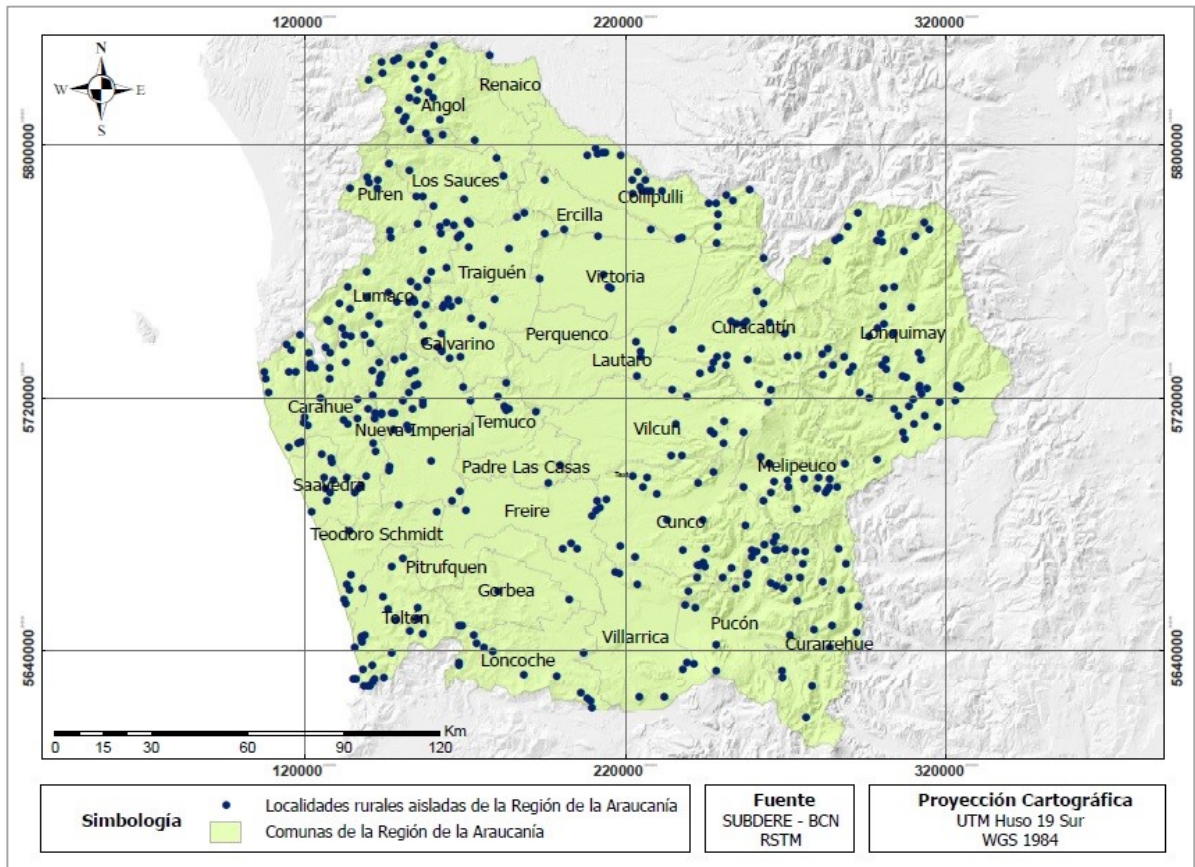 120000 220000 320000
N
W E
S
Renaico
Angol
5800000 5800000
Los Sauces
Puren
Collipulli
Ercilla
Traiguén
Victoria
Lumaco
Perquenco
Curacautín
Lonquimay
Galvarino
Lautaro
Carahue
5720000 5720000
Temuco
Nueva Imperial
Vilcun
Padre Las Casas
Melipeuco
Saavedra
Freire
Cunco
Teodoro Schmidt
Pitrufquen
Gorbea
Tolten
Pucón
Villarrica
Curarrehue
Loncoche
5640000 5640000
Km
0 15 30 60 90 120
120000 220000 320000
Simbología
Localidades rurales aisladas de la Región de la Araucanía
Comunas de la Región de la Araucanía
Fuente
SUBDERE - BCN
RSTM
Proyección Cartográfica
UTM Huso 19 Sur
WGS 1984